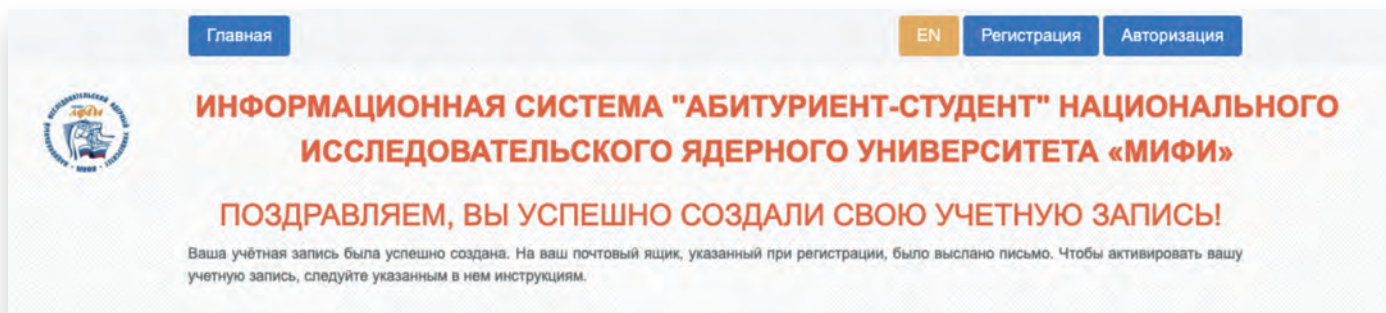 Главная
EN
Регистрация
Авторизация
ИНФОРМАЦИОННАЯ СИСТЕМА "АБИТУРИЕНТ-СТУДЕНТ" НАЦИОНАЛЬНОГО
ИССЛЕДОВАТЕЛЬСКОГО ЯДЕРНОГО УНИВЕРСИТЕТА «МИФИ»
ПОЗДРАВЛЯЕМ, ВЫ УСПЕШНО СОЗДАЛИ СВОЮ УЧЕТНУЮ ЗАПИСЬ!
Ваша учётная запись была успешно создана. На ваш почтовый ящик, указанный при регистрации, было выслано письмо. Чтобы активировать вашу
учетную запись, следуйте указанным в нем инструкциям.